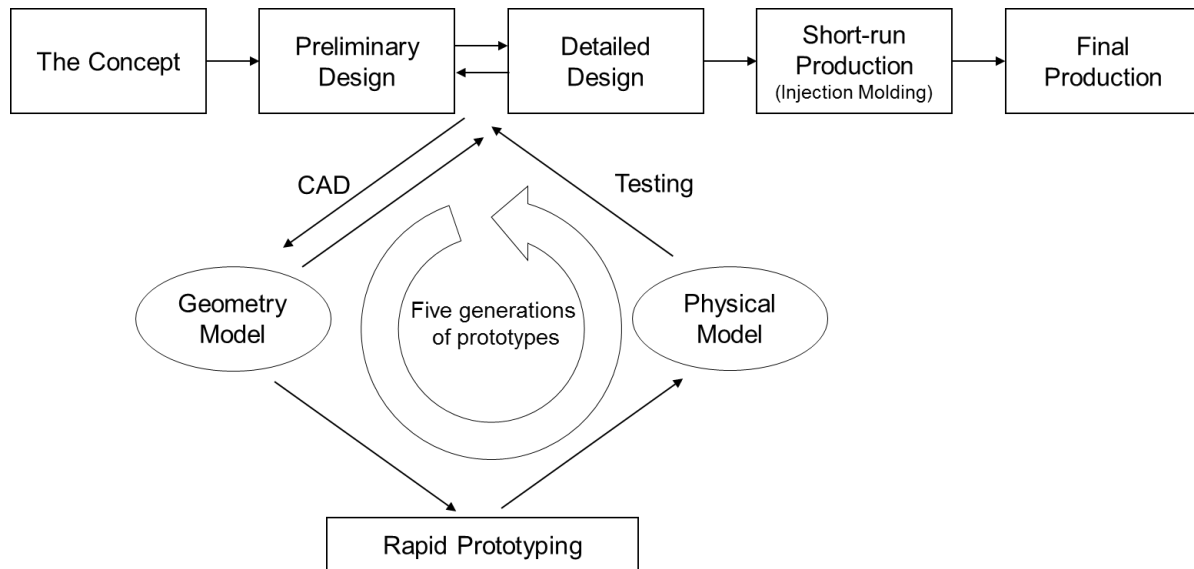 The Concept
Preliminary
Design
Detailed
Design
Short-run
Production
(Injection Molding)
Final
Production
CAD
Testing
Geometry
Model
Five generations
of prototypes
Physical
Model
Rapid Prototyping